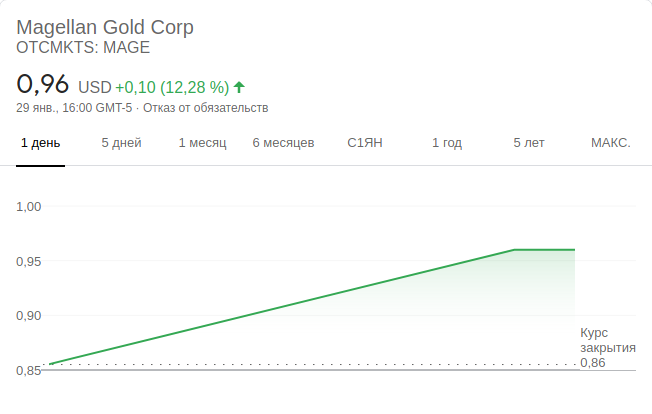 Magellan Gold Corp
OTCMKTS: MAGE
0,96 USD +0,10 (12,28 %)
29 янв., 16:00 GMT-5 · Отказ от обязательств
1 день 5 дней 1 месяц 6 месяцев С1ЯН 1 год 5 лет МАКС.
1,00
0,95
0,90
0,85
Курс
закрытия
0,86